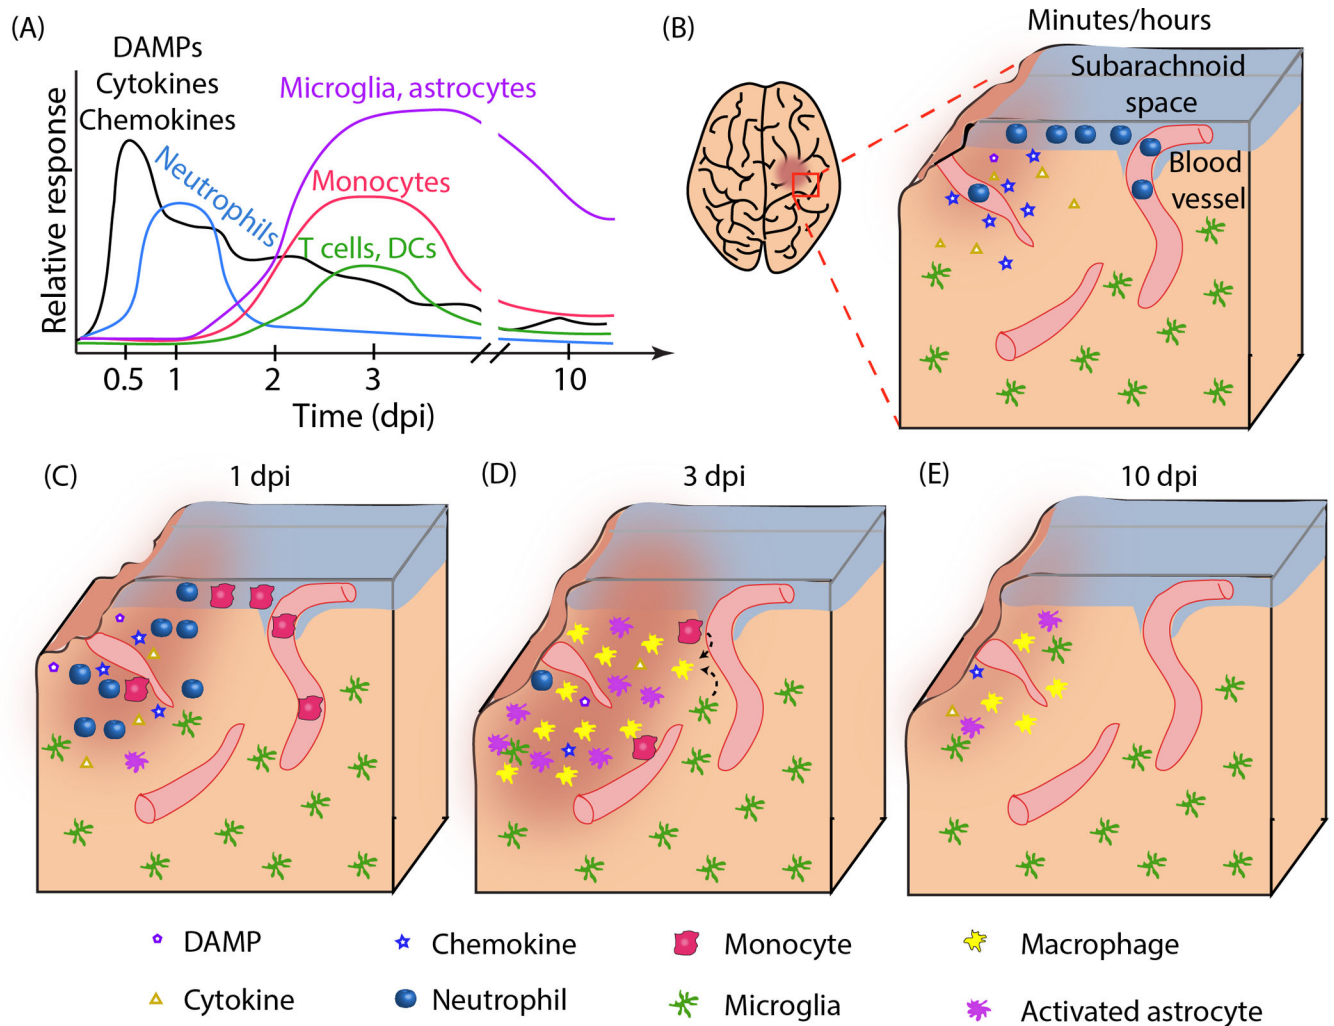 (A)
DAMPs
Cytokines
Chemokines
Microglia, astrocytes
Neutrophils
Monocytes
T cells, DCs
Relative response
0.5 1 2 3 10
Time (dpi)
(B)
Minutes/hours
Subarachnoid
space
Blood
vessel
(C) 1 dpi
(D) 3 dpi
(E) 10 dpi
DAMP
Chemokine
Monocyte
Macrophage
Cytokine
Neutrophil
Microglia
Activated astrocyte